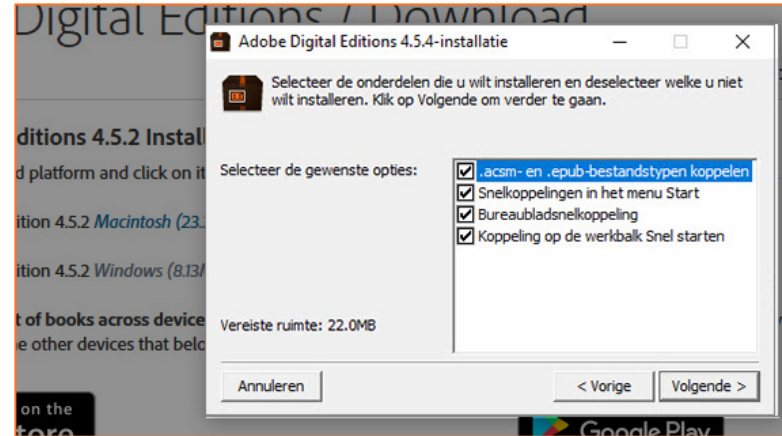 Digital Editions / Download
Adobe Digital Editions 4.5.4-installatie
Selecteer de onderdelen die u wilt installeren en deselecteer welke u niet
wilt installeren. Klik op Volgende om verder te gaan.
ditions 4.5.2 Install
d platform and click on it
Selecteer de gewenste opties:
.acsm- en .epub-bestandstypen koppelen
Snelkoppelingen in het menu Start
Bureaubladsnelkoppeling
Koppeling op de werkbalk Snel starten
ition 4.5.2 Macintosh (23.
ition 4.5.2 Windows (8.13
t of books across device
e other devices that belo
Vereiste ruimte: 22.0MB
Annuleren
< Vorige
Volgende >
on the
tore
Google Play